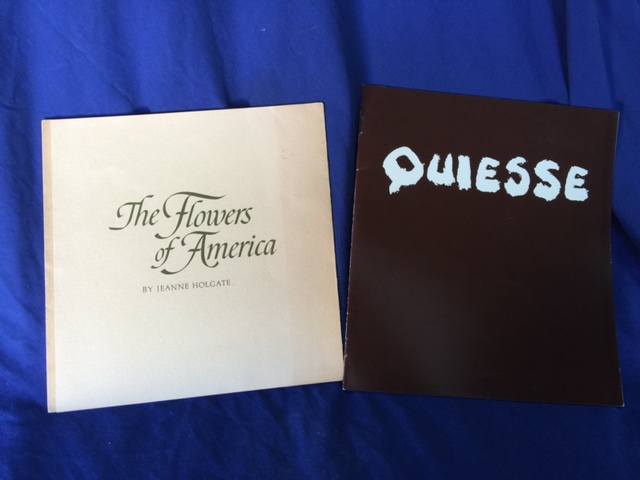 The Flowers
of America
BY JEANNE HOLGATE
QUIESSE